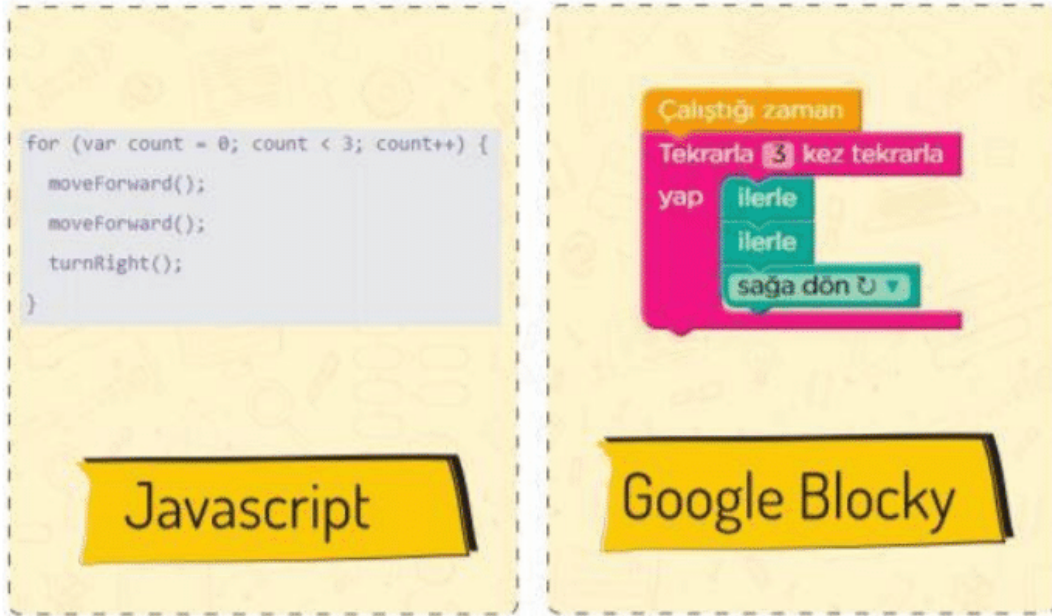 for (var count = 0; count < 3; count++) {
moveForward();
moveForward();
turnRight();
}
Javascript
Çalıştığı zaman
Tekrarla 3 kez tekrarla
yap ilerle
ilerle
sağa dön ↻ ▼
Google Blocky